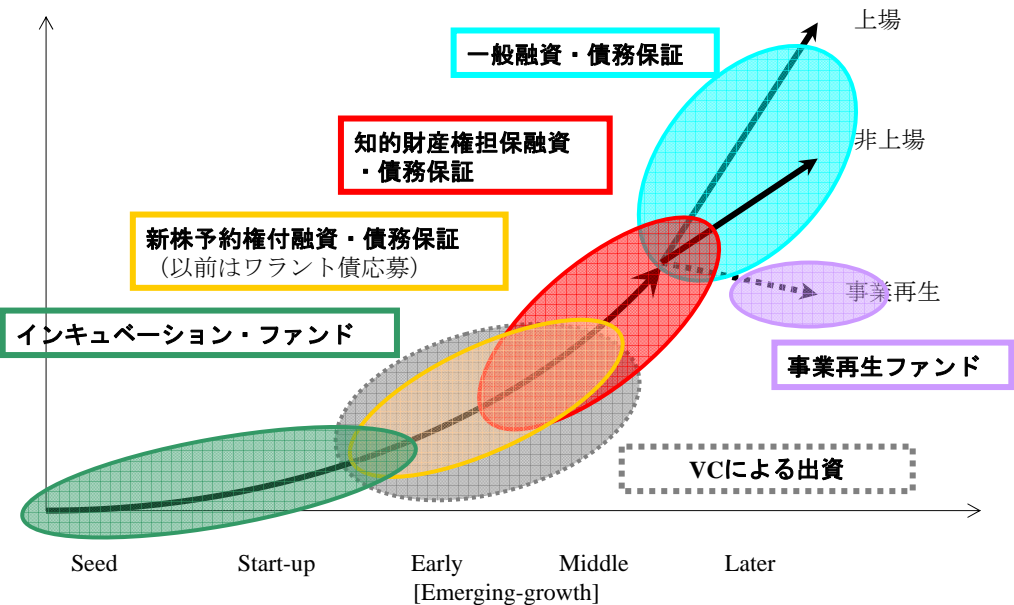 上場
一般融資・債務保証
非上場
知的財産権担保融資
・債務保証
新株予約権付融資・債務保証
（以前はワラント債応募）
事業再生
インキュベーション・ファンド
事業再生ファンド
VCによる出資
Seed Start-up Early Middle Later
[Emerging-growth]